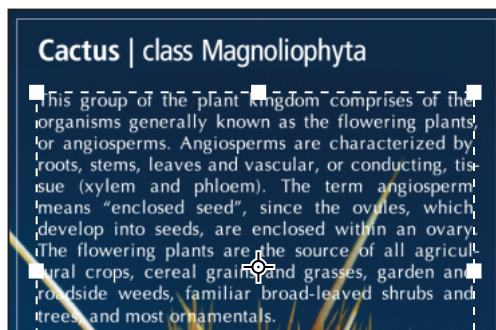 Cactus | class Magnoliophyta
This group of the plant kingdom comprises of the
organisms generally known as the flowering plants,
or angiosperms. Angiosperms are characterized by
roots, stems, leaves and vascular, or conducting, tis-
sue (xylem and phloem). The term angiosperm
means “enclosed seed”, since the ovules, which
develop into seeds, are enclosed within an ovary.
The flowering plants are the source of all agricul-
tural crops, cereal grains and grasses, garden and
roadside weeds, familiar broad-leaved shrubs and
trees, and most ornamentals.